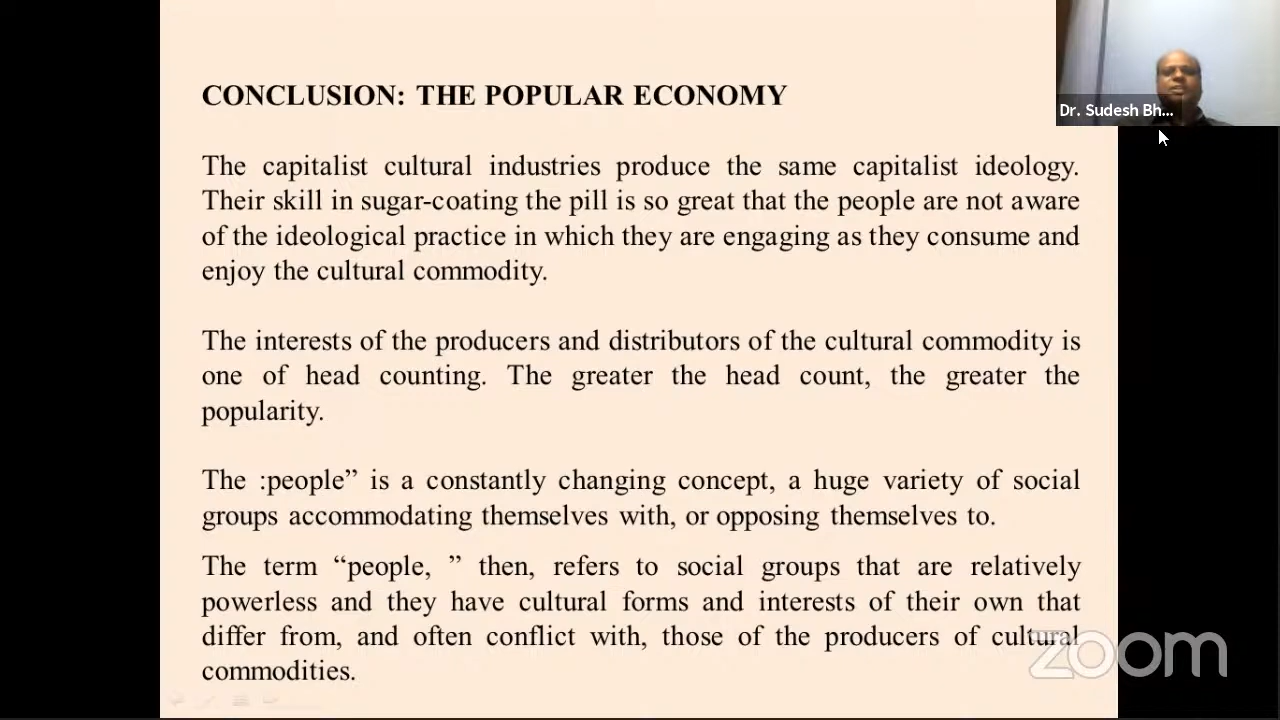 CONCLUSION: THE POPULAR ECONOMY
The capitalist cultural industries produce the same capitalist ideology.
Their skill in sugar-coating the pill is so great that the people are not aware
of the ideological practice in which they are engaging as they consume and
enjoy the cultural commodity.
The interests of the producers and distributors of the cultural commodity is
one of head counting. The greater the head count, the greater the
popularity.
The :people” is a constantly changing concept, a huge variety of social
groups accommodating themselves with, or opposing themselves to.
The term “people, ” then, refers to social groups that are relatively
powerless and they have cultural forms and interests of their own that
differ from, and often conflict with, those of the producers of cultural
commodities.
Dr. Sudesh Bh...
zoom